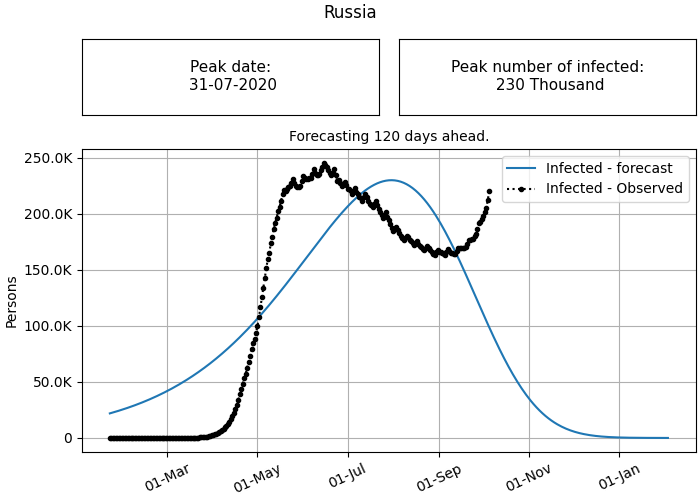 Russia
Peak date:
31-07-2020
Peak number of infected:
230 Thousand
Forecasting 120 days ahead.
250.0K
200.0K
150.0K
100.0K
50.0K
0
Persons
Infected - forecast
Infected - Observed
01-Mar
01-May
01-Jul
01-Sep
01-Nov
01-Jan